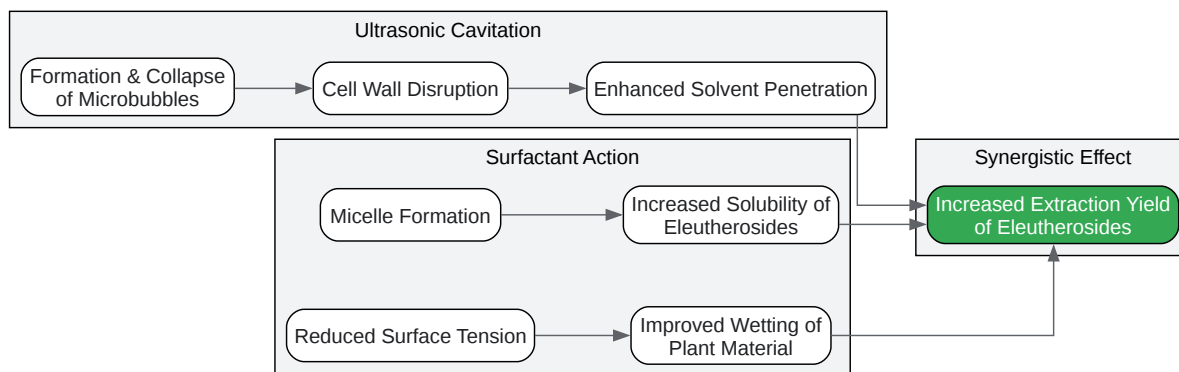 Ultrasonic Cavitation
Formation & Collapse
of Microbubbles
Cell Wall Disruption
Enhanced Solvent Penetration
Surfactant Action
Micelle Formation
Increased Solubility of
Eleutherosides
Reduced Surface Tension
Improved Wetting of
Plant Material
Synergistic Effect
Increased Extraction Yield
of Eleutherosides